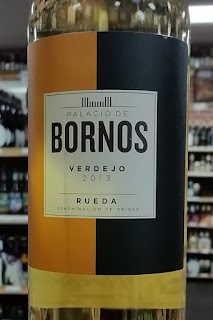 PALACIO DE
BORNOS
VERDEJO
2013
RUEDA
DENOMINACIÓN DE ORIGEN